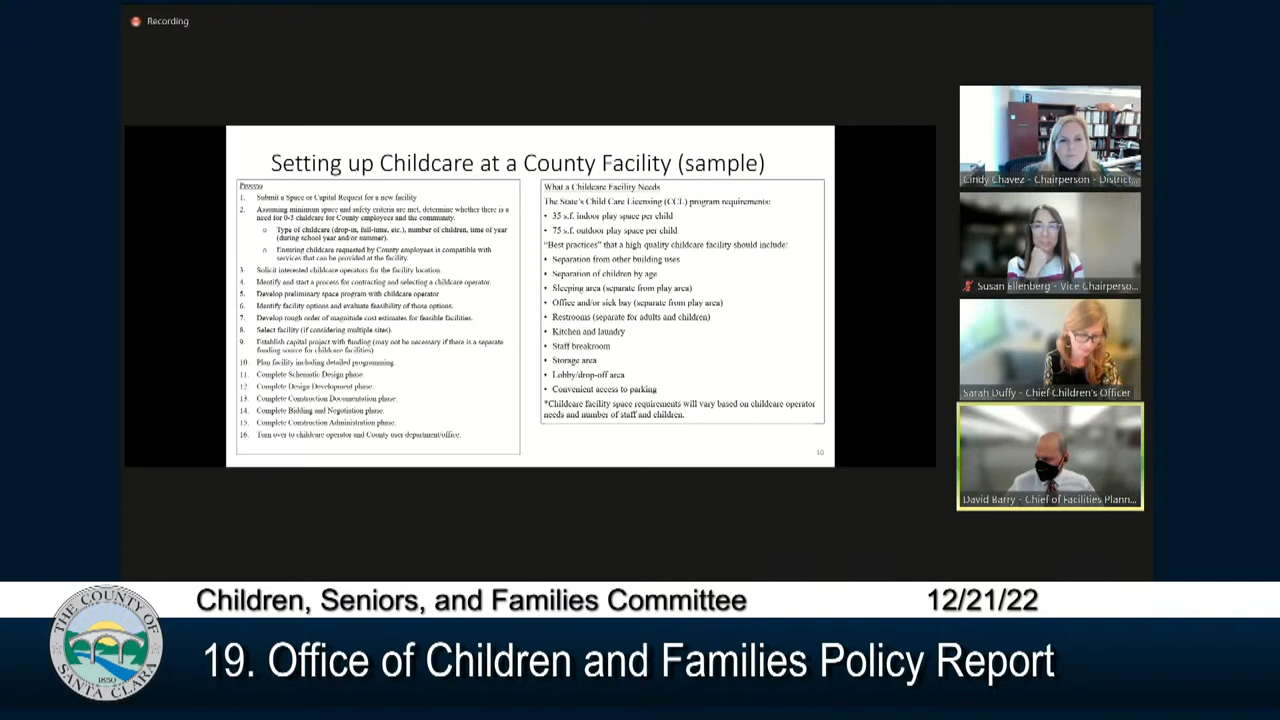 Recording
Setting up Childcare at a County Facility (sample)
Process
1. Submit a Space or Capital Request for a new facility
2. Assuming minimum space and safety criteria are met, determine whether there is a
need for 0-5 childcare for County employees and the community.
o Type of childcare (drop-in, full-time, etc.), number of children, time of year
(during school year and/or summer).
o Ensuring childcare requested by County employees is compatible with
services that can be provided at the facility.
3. Solicit interested childcare operators for the facility location
4. Identify and start a process for contracting and selecting a childcare operator.
5. Develop preliminary space program with childcare operator
6. Identify facility options and evaluate feasibility of those options.
7. Develop rough order of magnitude cost estimates for feasible facilities.
8. Select facility (if considering multiple sites).
9. Establish capital project with funding (may not be necessary if there is a separate
funding source for childcare facilities)
10. Plan facility including detailed programming.
11. Complete Schematic Design phase.
12. Complete Design Development phase.
13. Complete Construction Documentation phase.
14. Complete Bidding and Negotiation phase.
15. Complete Construction Administration phase.
16. Turn over to childcare operator and County user department/office.
What a Childcare Facility Needs
The State's Child Care Licensing (CCL) program requirements:
• 35 s.f. indoor play space per child
• 75 s.f. outdoor play space per child
"Best practices" that a high quality childcare facility should include:
• Separation from other building uses
• Separation of children by age
• Sleeping area (separate from play area)
• Office and/or sick bay (separate from play area)
• Restrooms (separate for adults and children)
• Kitchen and laundry
• Staff breakroom
• Storage area
• Lobby/drop-off area
• Convenient access to parking
*Childcare facility space requirements will vary based on childcare operator
needs and number of staff and children.
10
Cindy Chavez - Chairperson - District...
Susan Ellenberg - Vice Chairperso...
Sarah Duffy - Chief Children's Officer
David Barry - Chief of Facilities Plann...
Children, Seniors, and Families Committee 12/21/22
THE COUNTY OF
SANTA CLARA
1850
19. Office of Children and Families Policy Report